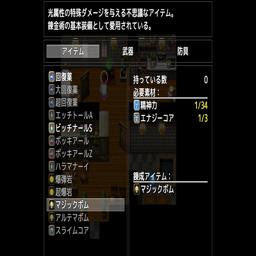 光属性の特殊ダメージを与える不思議なアイテム。
錬金術の基本装備として愛用されている。
アイテム 武器 防具
回復薬
大回復薬
超回復薬
エッチトールA
ビッチナールS
ボッキアール
ボッキアールZ
ハラマナーイ
爆弾岩
超爆岩
マジックボム
アルテマボム
スライムコア
持っている数 0
必要素材：
精神力 1/34
エナジーコア 1/3
錬成アイテム：
マジックボム